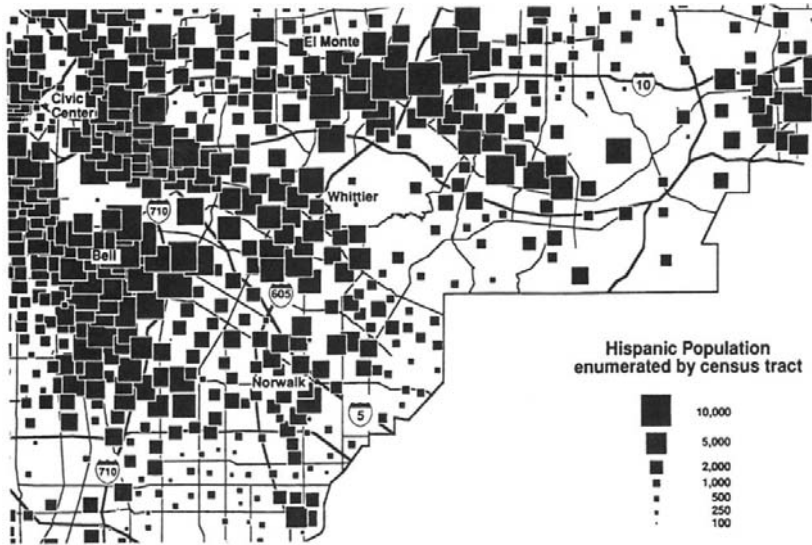 El Monte
10
Civic
Center
Whittier
710
Bell
605
Norwalk
5
710
Hispanic Population
enumerated by census tract
10,000
5,000
2,000
1,000
500
250
100